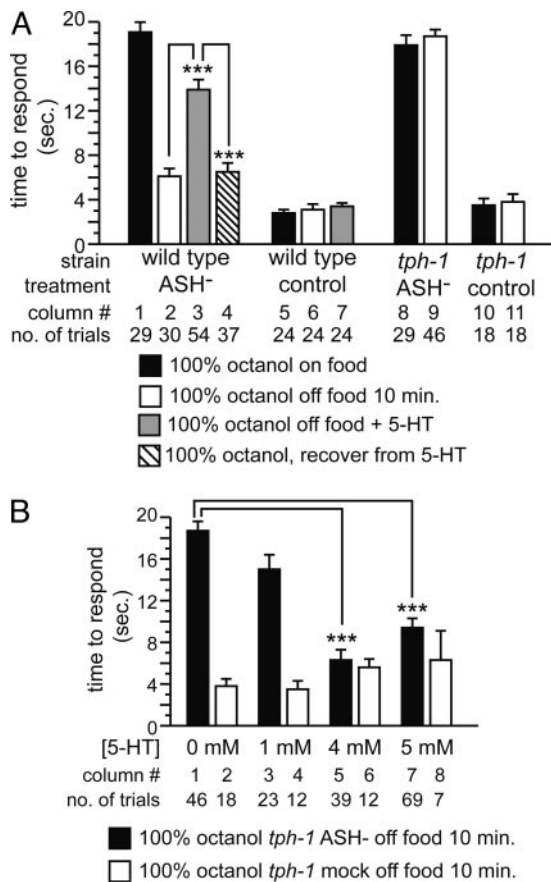 A
20
16
12
8
4
0
time to respond
(sec.)
***
***
strain wild type wild type tph-1 tph-1
treatment ASH- control ASH- control
column # 1 2 3 4 5 6 7 8 9 10 11
no. of trials 29 30 54 37 24 24 24 29 46 18 18
100% octanol on food
100% octanol off food 10 min.
100% octanol off food + 5-HT
100% octanol, recover from 5-HT
B
20
16
12
8
4
0
time to respond
(sec.)
***
***
[5-HT] 0 mM 1 mM 4 mM 5 mM
column # 1 2 3 4 5 6 7 8
no. of trials 46 18 23 12 39 12 69 7
100% octanol tph-1 ASH- off food 10 min.
100% octanol tph-1 mock off food 10 min.